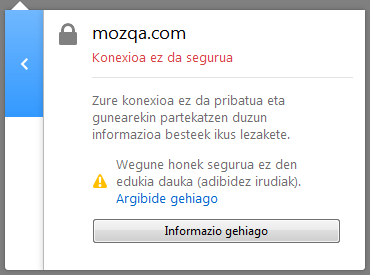 mozqa.com
Konexioa ez da segurua
Zure konexioa ez da pribatua eta
gunearekin partekatzen duzun
informazioa besteek ikus lezakete.
Wegune honek segurua ez den
edukia dauka (adibidez irudiak).
Argibide gehiago
Informazio gehiago